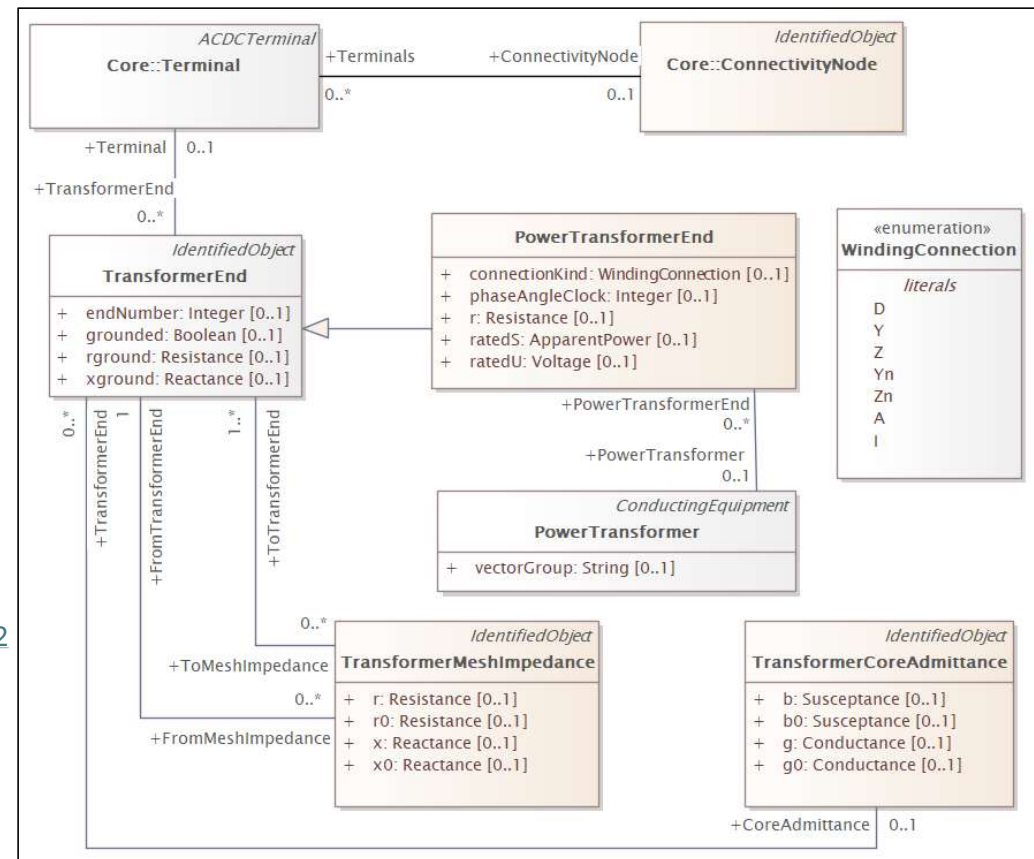 ACDCTerminal
Core::Terminal
+Terminals
0..*
+ConnectivityNode
0..1
IdentifiedObject
Core::ConnectivityNode
+Terminal
0..1
+TransformerEnd
0..*
IdentifiedObject
TransformerEnd
+ endNumber: Integer [0..1]
+ grounded: Boolean [0..1]
+ rground: Resistance [0..1]
+ xground: Reactance [0..1]
PowerTransformerEnd
+ connectionKind: WindingConnection [0..1]
+ phaseAngleClock: Integer [0..1]
+ r: Resistance [0..1]
+ ratedS: ApparentPower [0..1]
+ ratedU: Voltage [0..1]
«enumeration»
WindingConnection
literals
D
Y
Z
Yn
Zn
A
I
+PowerTransformerEnd
0..*
+PowerTransformer
0..1
ConductingEquipment
PowerTransformer
+ vectorGroup: String [0..1]
0..*
+TransformerEnd
1
+FromTransformerEnd
1..*
+ToTransformerEnd
2
0..*
+ToMeshImpedance
0..*
+FromMeshImpedance
IdentifiedObject
TransformerMeshImpedance
+ r: Resistance [0..1]
+ r0: Resistance [0..1]
+ x: Reactance [0..1]
+ x0: Reactance [0..1]
IdentifiedObject
TransformerCoreAdmittance
+ b: Susceptance [0..1]
+ b0: Susceptance [0..1]
+ g: Conductance [0..1]
+ g0: Conductance [0..1]
+CoreAdmittance
0..1